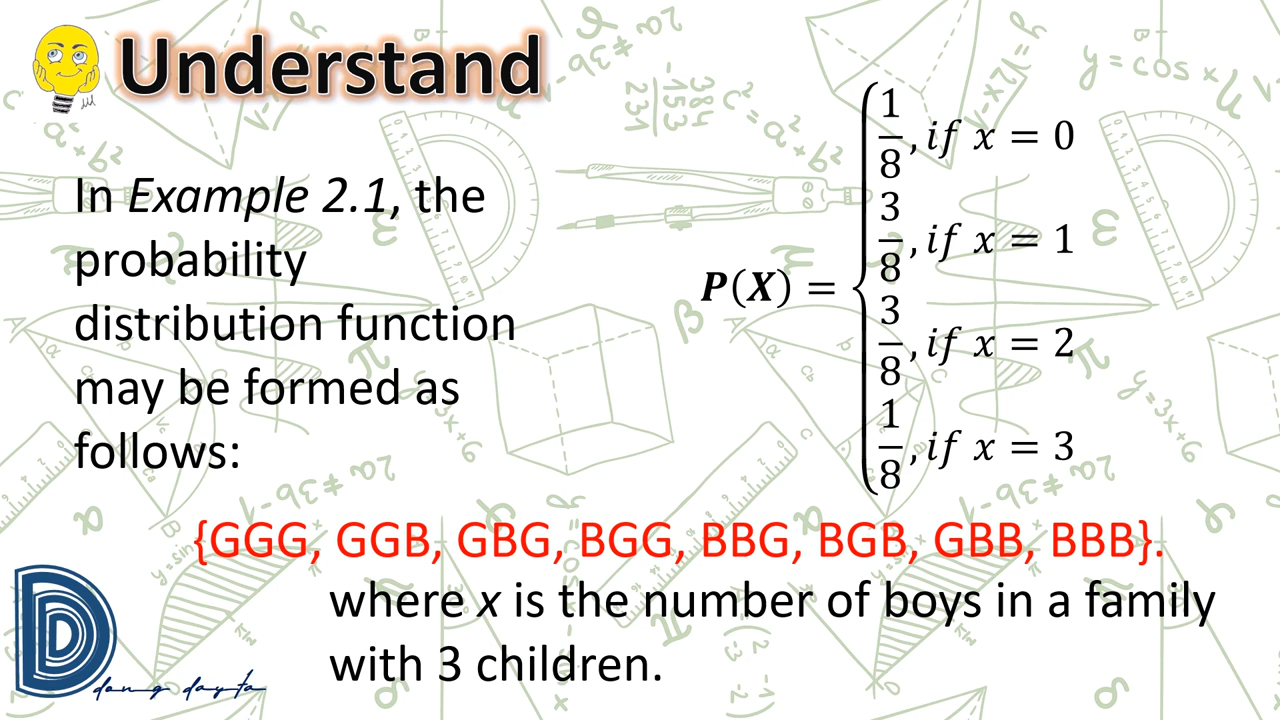 Understand
In Example 2.1, the
probability
distribution function
may be formed as
follows:
P(X) = {
1/8, if x = 0
3/8, if x = 1
3/8, if x = 2
1/8, if x = 3
{GGG, GGB, GBG, BGG, BBG, BGB, GBB, BBB}.
where x is the number of boys in a family
with 3 children.
D
dong dayta